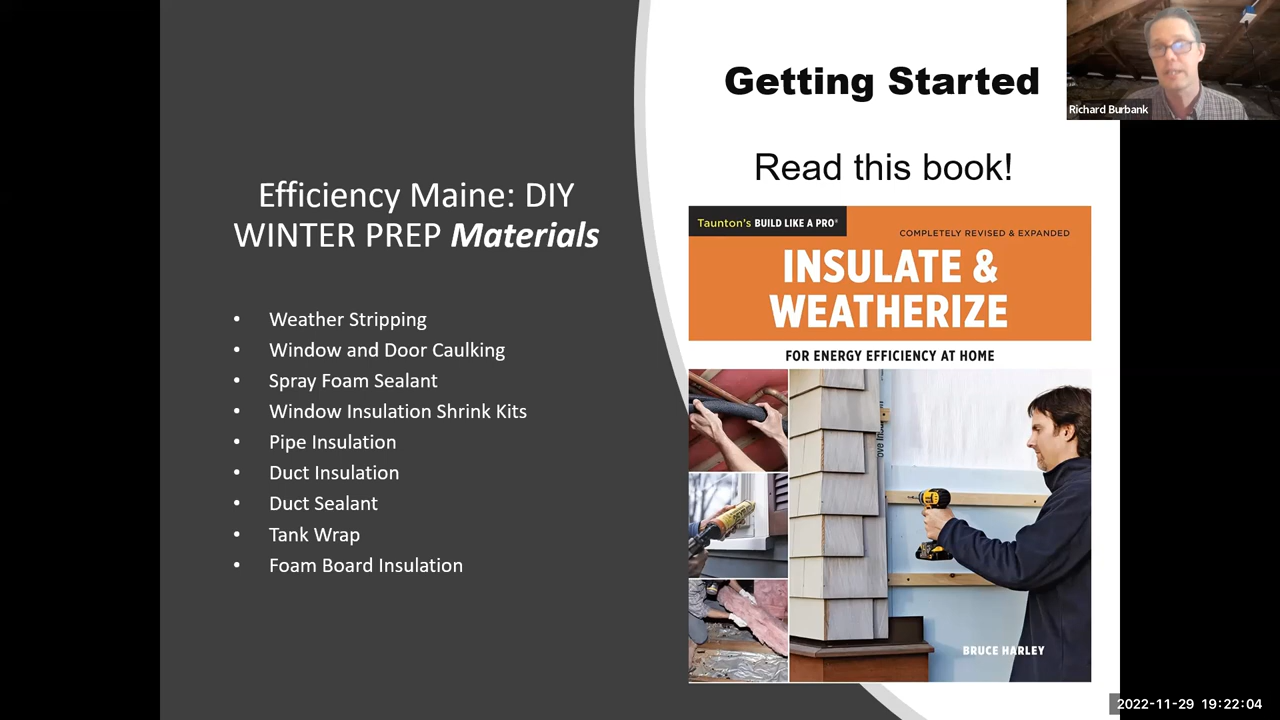 Efficiency Maine: DIY
WINTER PREP Materials
• Weather Stripping
• Window and Door Caulking
• Spray Foam Sealant
• Window Insulation Shrink Kits
• Pipe Insulation
• Duct Insulation
• Duct Sealant
• Tank Wrap
• Foam Board Insulation
Getting Started
Read this book!
Taunton's BUILD LIKE A PRO®
COMPLETELY REVISED & EXPANDED
INSULATE &
WEATHERIZE
FOR ENERGY EFFICIENCY AT HOME
BRUCE HARLEY
Richard Burbank
2022-11-29 19:22:04